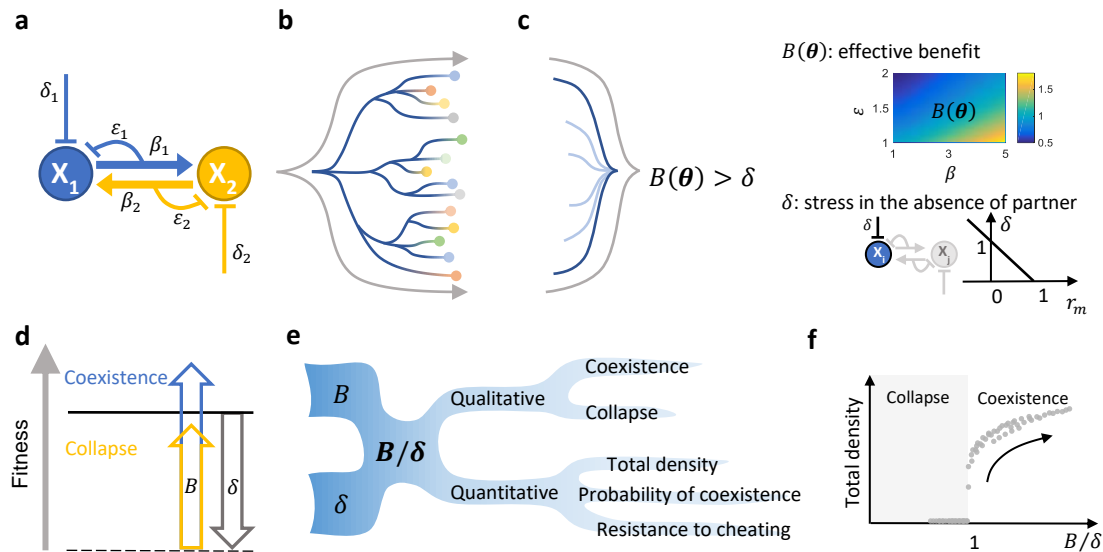 a
δ₁
ε₁
β₁
X₁
X₂
β₂
ε₂
δ₂
b
c
B(θ) > δ
B(θ): effective benefit
2
1.5
1
ε
B(θ)
1
3
5
β
1.5
1
0.5
δ: stress in the absence of partner
δ
Xᵢ
Xⱼ
δ
1
0
1
rₘ
d
Fitness
Coexistence
Collapse
B
δ
e
B
δ
B/δ
Qualitative
Coexistence
Collapse
Quantitative
Total density
Probability of coexistence
Resistance to cheating
f
Total density
Collapse
Coexistence
1
B/δ